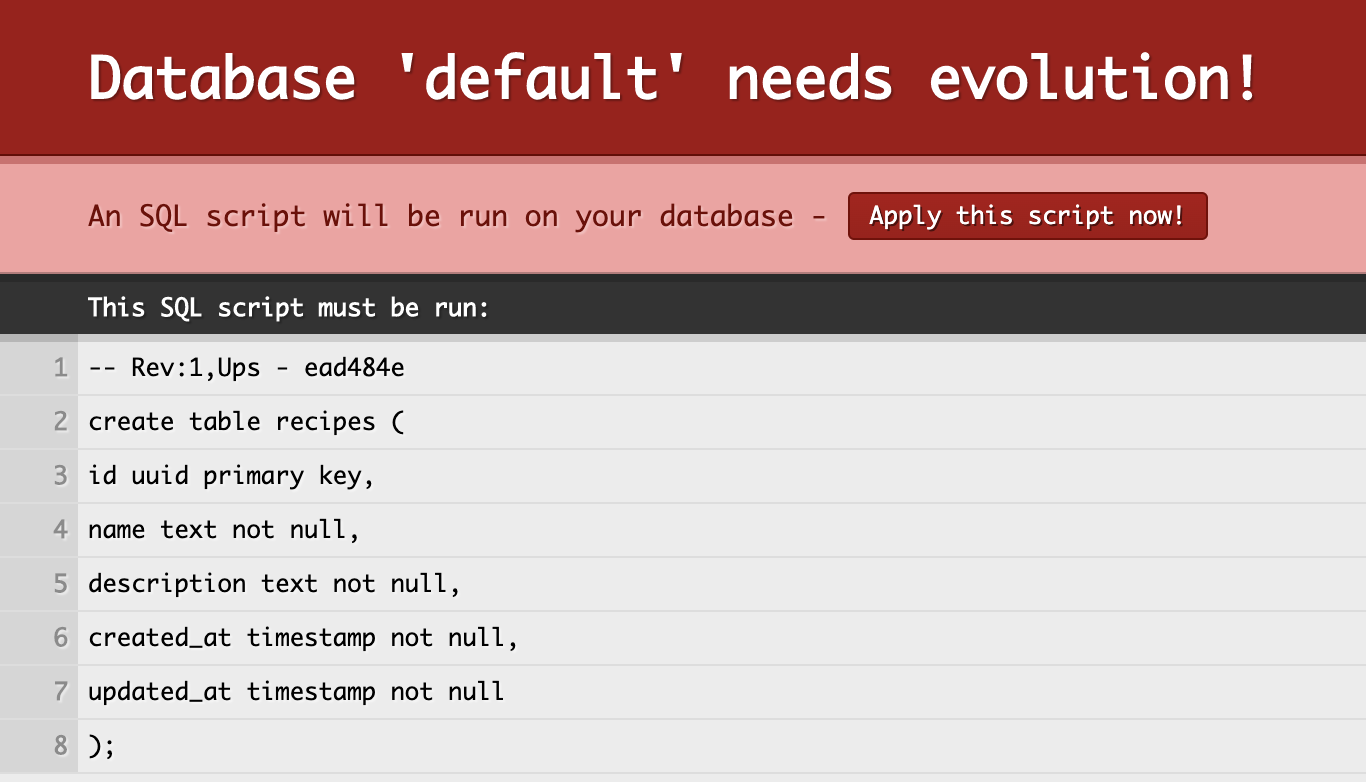 Database 'default' needs evolution!
An SQL script will be run on your database - Apply this script now!
This SQL script must be run:
1 -- Rev:1,Ups - ead484e
2 create table recipes (
3 id uuid primary key,
4 name text not null,
5 description text not null,
6 created_at timestamp not null,
7 updated_at timestamp not null
8 );